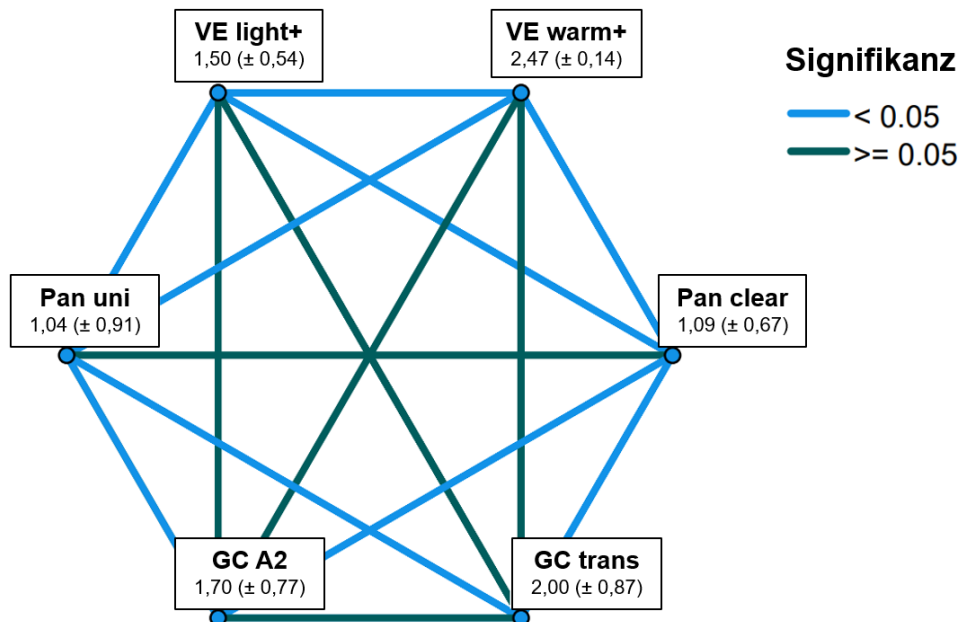 VE light+
1,50 (± 0,54)
VE warm+
2,47 (± 0,14)
Signifikanz
< 0.05
>= 0.05
Pan uni
1,04 (± 0,91)
Pan clear
1,09 (± 0,67)
GC A2
1,70 (± 0,77)
GC trans
2,00 (± 0,87)